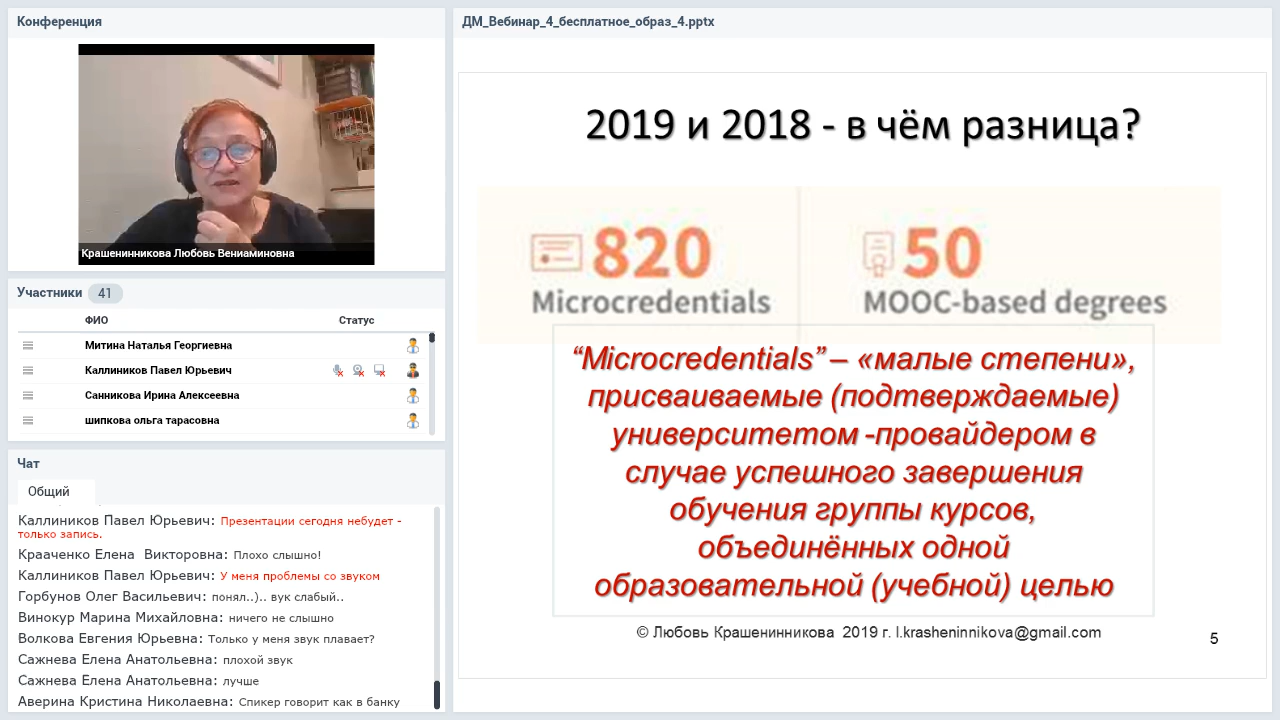 Конференция
Крашенинникова Любовь Вениаминовна
Участники 41
ФИО Статус
Митина Наталья Георгиевна
Каллиников Павел Юрьевич
Санникова Ирина Алексеевна
шипкова ольга тарасовна
Чат
Общий
Каллиников Павел Юрьевич: Презентации сегодня небудет -
только запись.
Крааченко Елена Викторовна: Плохо слышно!
Каллиников Павел Юрьевич: У меня проблемы со звуком
Горбунов Олег Васильевич: понял..).. вук слабый..
Винокур Марина Михайловна: ничего не слышно
Волкова Евгения Юрьевна: Только у меня звук плавает?
Сажнева Елена Анатольевна: плохой звук
Сажнева Елена Анатольевна: лучше
Аверина Кристина Николаевна: Спикер говорит как в банку
ДМ_Вебинар_4_бесплатное_образ_4.pptx
2019 и 2018 - в чём разница?
820
Microcredentials
50
MOOC-based degrees
“Microcredentials” – «малые степени»,
присваиваемые (подтверждаемые)
университетом -провайдером в
случае успешного завершения
обучения группы курсов,
объединённых одной
образовательной (учебной) целью
© Любовь Крашенинникова 2019 г. l.krasheninnikova@gmail.com
5